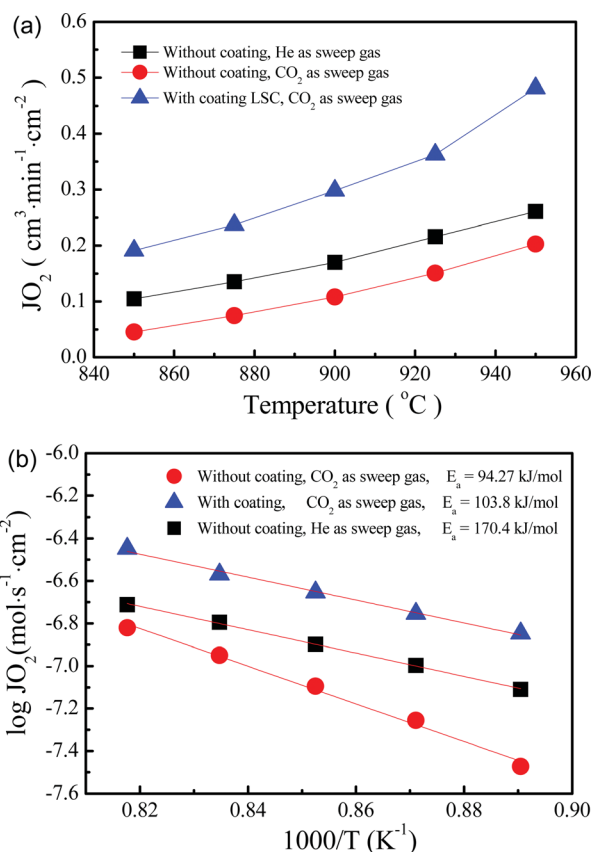 (a)
0.6
0.5
0.4
0.3
0.2
0.1
0.0
JO₂ ( cm³·min⁻¹·cm⁻²)
Without coating, He as sweep gas
Without coating, CO₂ as sweep gas
With coating LSC, CO₂ as sweep gas
840 860 880 900 920 940 960
Temperature ( °C)
(b)
-6.0
-6.2
-6.4
-6.6
-6.8
-7.0
-7.2
-7.4
-7.6
log JO₂(mol·s⁻¹·cm⁻²)
Without coating, CO₂ as sweep gas, Eₐ = 94.27 kJ/mol
With coating, CO₂ as sweep gas, Eₐ = 103.8 kJ/mol
Without coating, He as sweep gas, Eₐ = 170.4 kJ/mol
0.82 0.84 0.86 0.88 0.90
1000/T (K⁻¹)